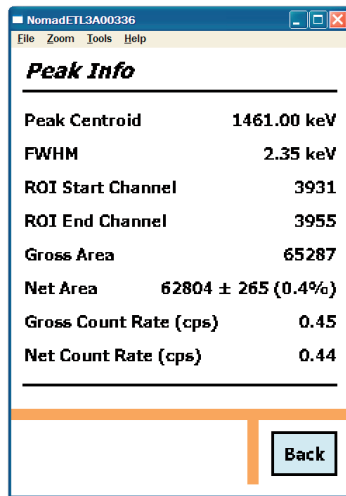 NomadETL3A00336
File Zoom Tools Help
Peak Info
Peak Centroid 1461.00 keV
FWHM 2.35 keV
ROI Start Channel 3931
ROI End Channel 3955
Gross Area 65287
Net Area 62804 ± 265 (0.4%)
Gross Count Rate (cps) 0.45
Net Count Rate (cps) 0.44
Back